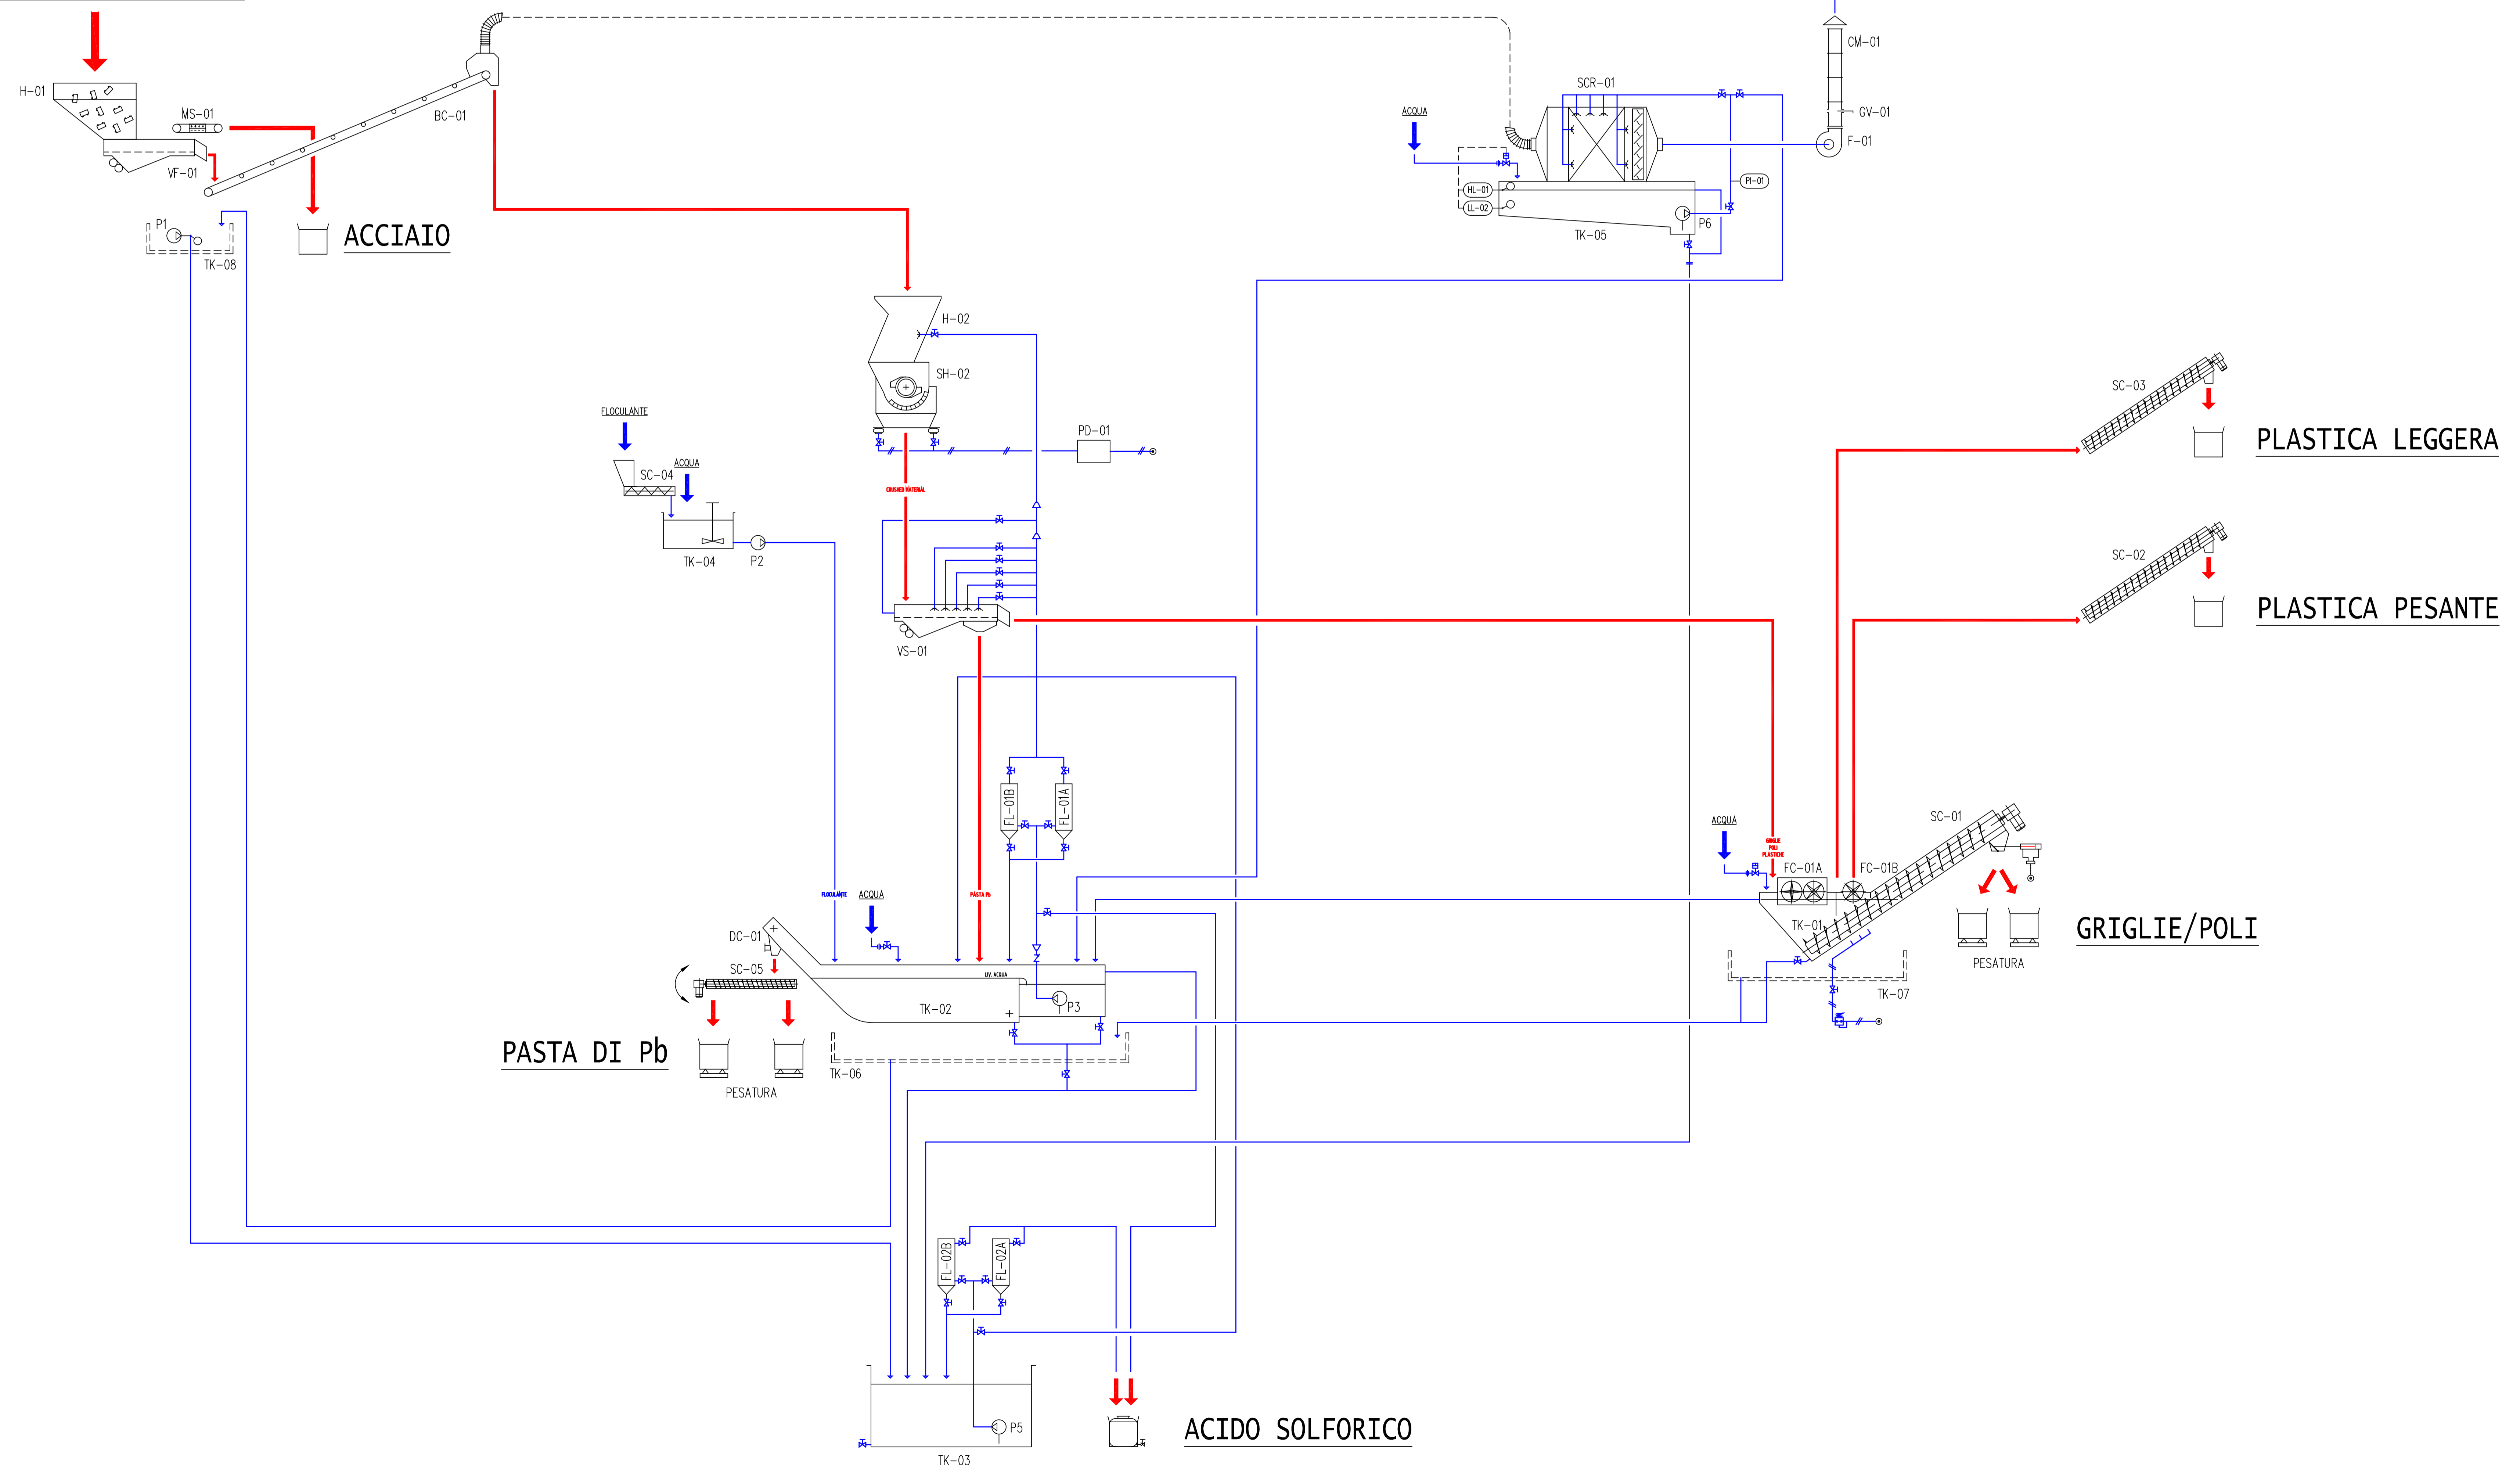 CM-01
SCR-01
H-01
MS-01
BC-01
ACQUA
GV-01
F-01
VF-01
HL-01
PI-01
LL-02
P1
P6
ACCIAIO
TK-05
TK-08
H-02
SH-02
SC-03
FLOCULANTE
PD-01
PLASTICA LEGGERA
ACQUA
SC-04
CRUSHED MATERIAL
TK-04
P2
SC-02
PLASTICA PESANTE
VS-01
FL-01B
FL-01A
SC-01
ACQUA
GRIGLIE
POLI
PLASTICHE
FC-01A
FC-01B
FLOCULANTE
ACQUA
PASTA Pb
TK-01
GRIGLIE/POLI
DC-01
PESATURA
SC-05
LIV. ACQUA
TK-02
P3
TK-07
PASTA DI Pb
TK-06
PESATURA
FL-02B
FL-02A
P5
ACIDO SOLFORICO
TK-03